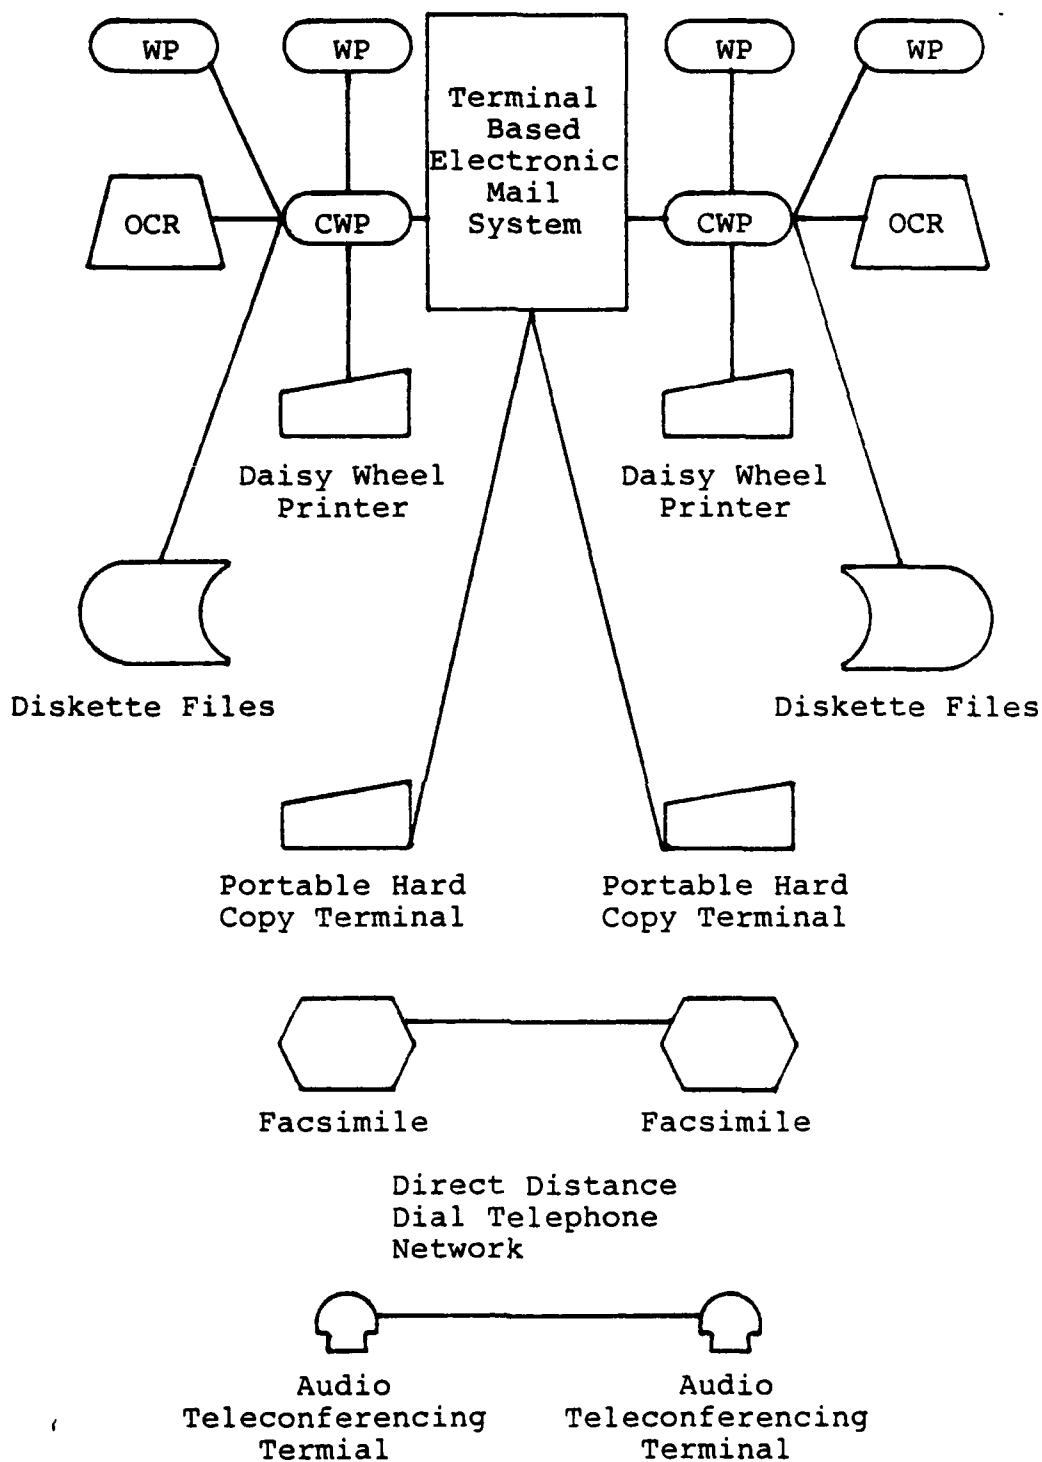 WP
WP
WP
WP
Terminal
Based
Electronic
Mail
System
OCR
CWP
CWP
OCR
Daisy Wheel
Printer
Daisy Wheel
Printer
Diskette Files
Diskette Files
Portable Hard
Copy Terminal
Portable Hard
Copy Terminal
Facsimile
Facsimile
Direct Distance
Dial Telephone
Network
Audio
Teleconferencing
Termial
Audio
Teleconferencing
Terminal